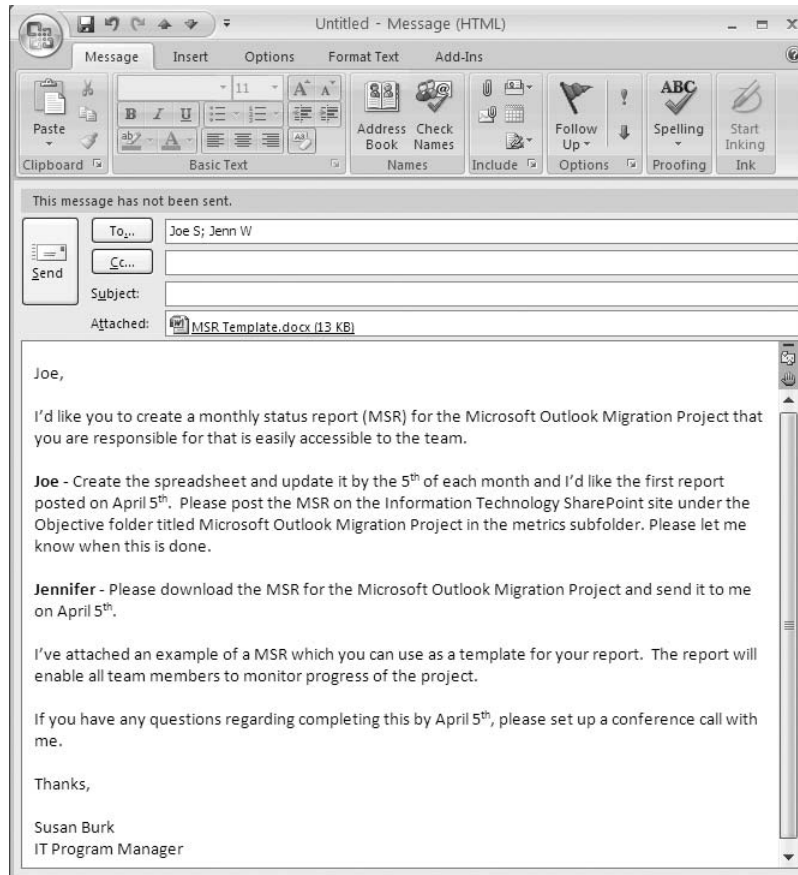 Untitled - Message (HTML)
Message Insert Options Format Text Add-Ins
11 A A
Paste B I U Address Book Check Names Follow Up ABC Spelling Start Inking
ab A Aa
Clipboard Basic Text Names Include Options Proofing Ink
This message has not been sent.
Send
To... Joe S; Jenn W
Cc...
Subject:
Attached: MSR Template.docx (13 KB)
Joe,
I'd like you to create a monthly status report (MSR) for the Microsoft Outlook Migration Project that
you are responsible for that is easily accessible to the team.
Joe - Create the spreadsheet and update it by the 5th of each month and I'd like the first report
posted on April 5th. Please post the MSR on the Information Technology SharePoint site under the
Objective folder titled Microsoft Outlook Migration Project in the metrics subfolder. Please let me
know when this is done.
Jennifer - Please download the MSR for the Microsoft Outlook Migration Project and send it to me
on April 5th.
I've attached an example of a MSR which you can use as a template for your report. The report will
enable all team members to monitor progress of the project.
If you have any questions regarding completing this by April 5th, please set up a conference call with
me.
Thanks,
Susan Burk
IT Program Manager